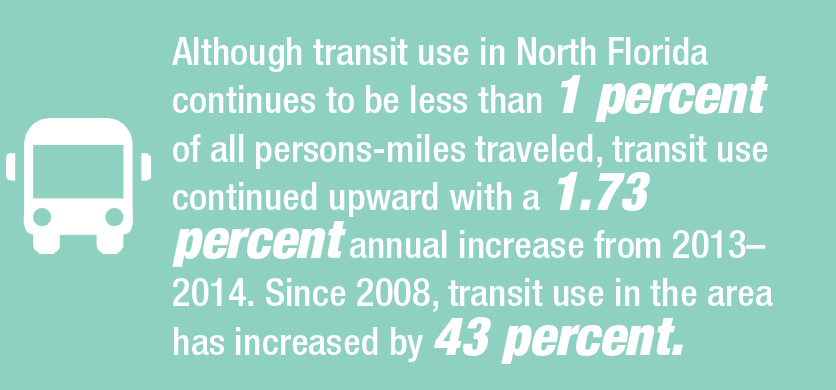 Although transit use in North Florida
continues to be less than 1 percent
of all persons-miles traveled, transit use
continued upward with a 1.73
percent annual increase from 2013–
2014. Since 2008, transit use in the area
has increased by 43 percent.